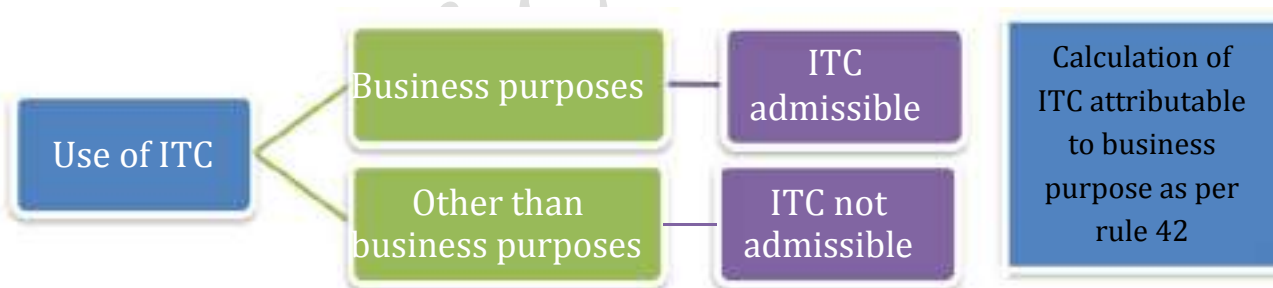 Use of ITC
Business purposes
ITC
admissible
Other than
business purposes
ITC not
admissible
Calculation of
ITC attributable
to business
purpose as per
rule 42